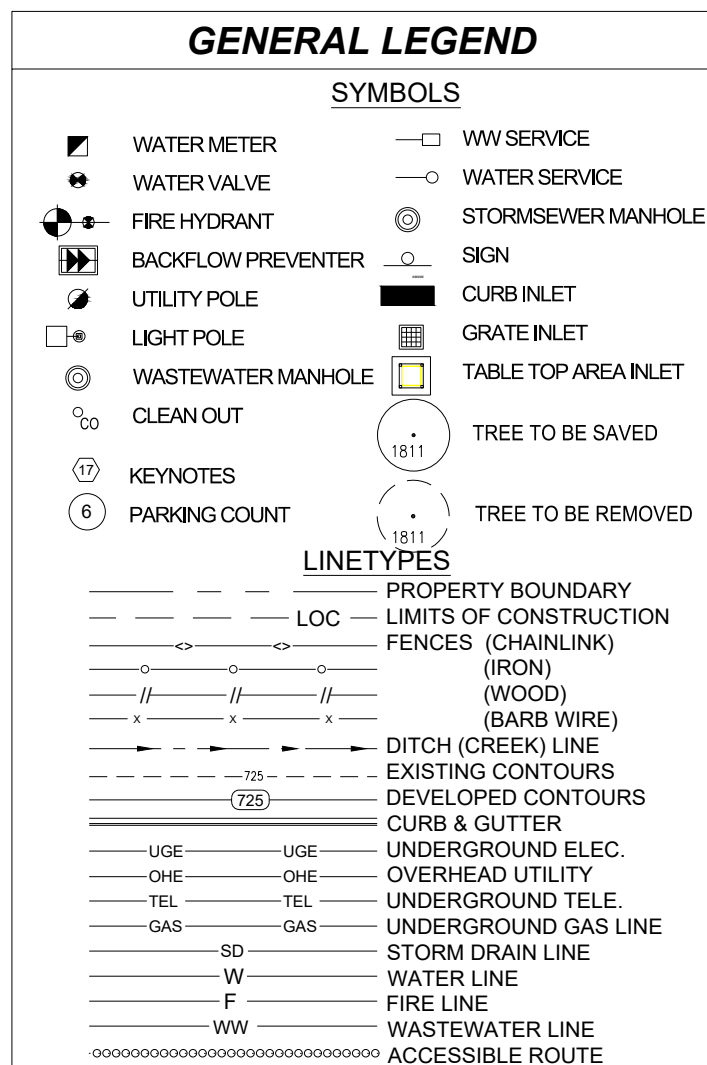 GENERAL LEGEND
SYMBOLS
WATER METER
WATER VALVE
FIRE HYDRANT
BACKFLOW PREVENTER
UTILITY POLE
LIGHT POLE
WASTEWATER MANHOLE
CO CLEAN OUT
17 KEYNOTES
6 PARKING COUNT
WW SERVICE
WATER SERVICE
STORMSEWER MANHOLE
SIGN
CURB INLET
GRATE INLET
TABLE TOP AREA INLET
1811 TREE TO BE SAVED
1811 TREE TO BE REMOVED
LINETYPES
PROPERTY BOUNDARY
LOC LIMITS OF CONSTRUCTION
<> <> FENCES (CHAINLINK)
(IRON)
// // // (WOOD)
x x x (BARB WIRE)
DITCH (CREEK) LINE
725 EXISTING CONTOURS
725 DEVELOPED CONTOURS
CURB & GUTTER
UGE UGE UNDERGROUND ELEC.
OHE OHE OVERHEAD UTILITY
TEL TEL UNDERGROUND TELE.
GAS GAS UNDERGROUND GAS LINE
SD STORM DRAIN LINE
W WATER LINE
F FIRE LINE
WW WASTEWATER LINE
ACCESSIBLE ROUTE